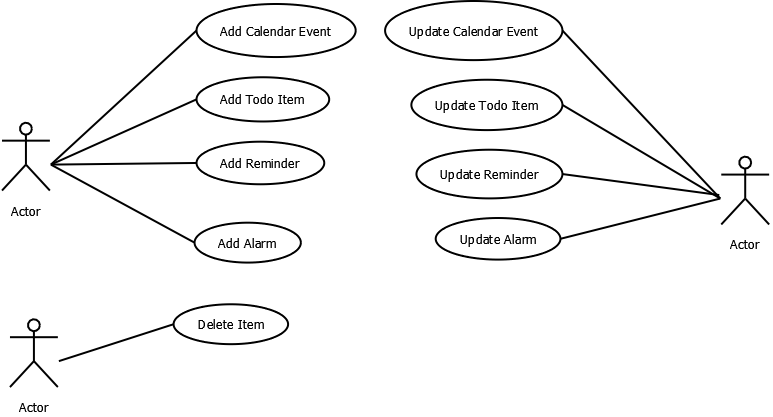 Add Calendar Event
Update Calendar Event
Add Todo Item
Update Todo Item
Add Reminder
Update Reminder
Actor
Add Alarm
Update Alarm
Actor
Delete Item
Actor